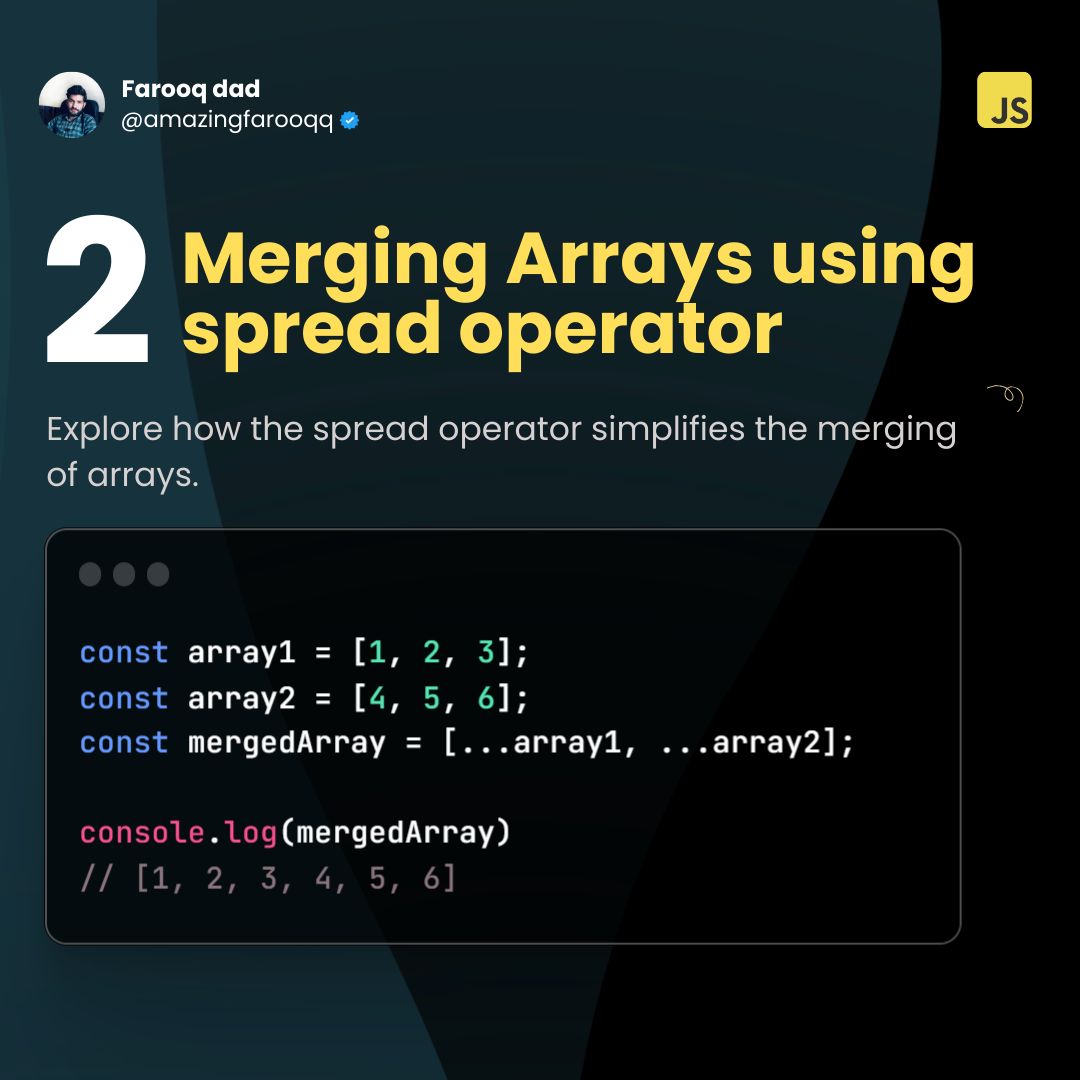 Farooq dad
@amazingfarooqq
JS
2
Merging Arrays using
spread operator
Explore how the spread operator simplifies the merging
of arrays.
const array1 = [1, 2, 3];
const array2 = [4, 5, 6];
const mergedArray = [...array1, ...array2];
console.log(mergedArray)
// [1, 2, 3, 4, 5, 6]